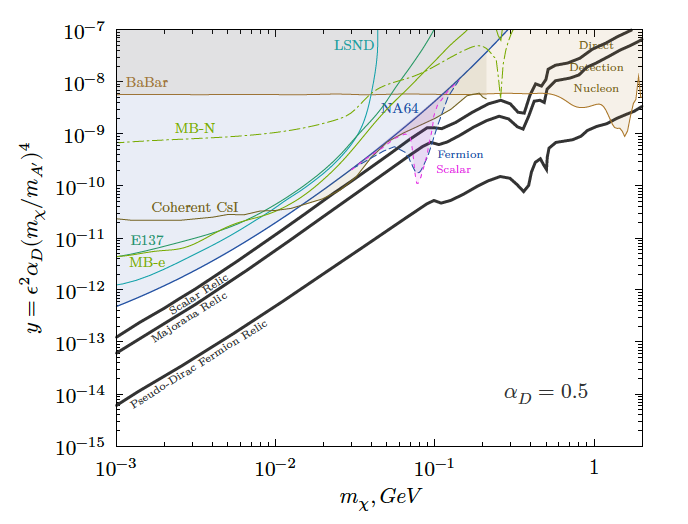 10⁻⁷
10⁻⁸
10⁻⁹
10⁻¹⁰
10⁻¹¹
10⁻¹²
10⁻¹³
10⁻¹⁴
10⁻¹⁵
y = ϵ²α_D(m_χ/m_A′)⁴
LSND
Direct
Detection
Nucleon
BaBar
NA64
MB-N
Fermion
Scalar
Coherent CsI
E137
MB-e
Scalar Relic
Majorana Relic
Pseudo-Dirac Fermion Relic
α_D = 0.5
10⁻³
10⁻²
10⁻¹
1
m_χ, GeV